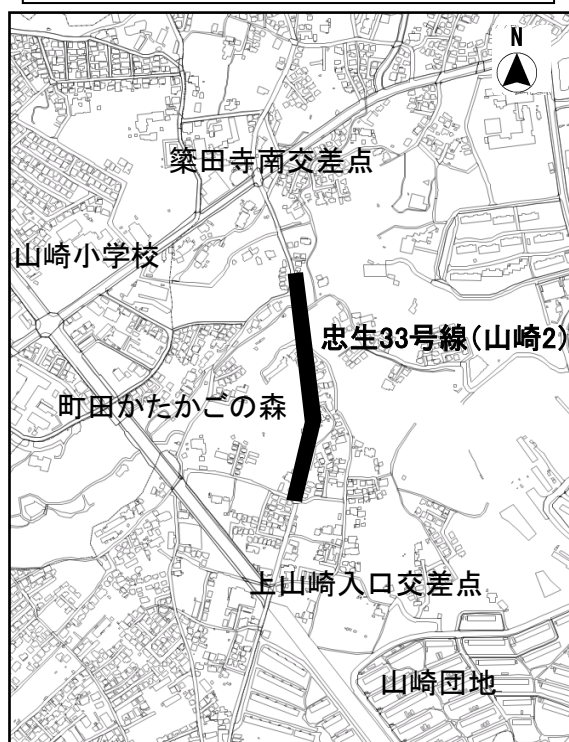 N
簗田寺南交差点
山崎小学校
忠生33号線(山崎2)
町田かたかごの森
上山崎入口交差点
山崎団地